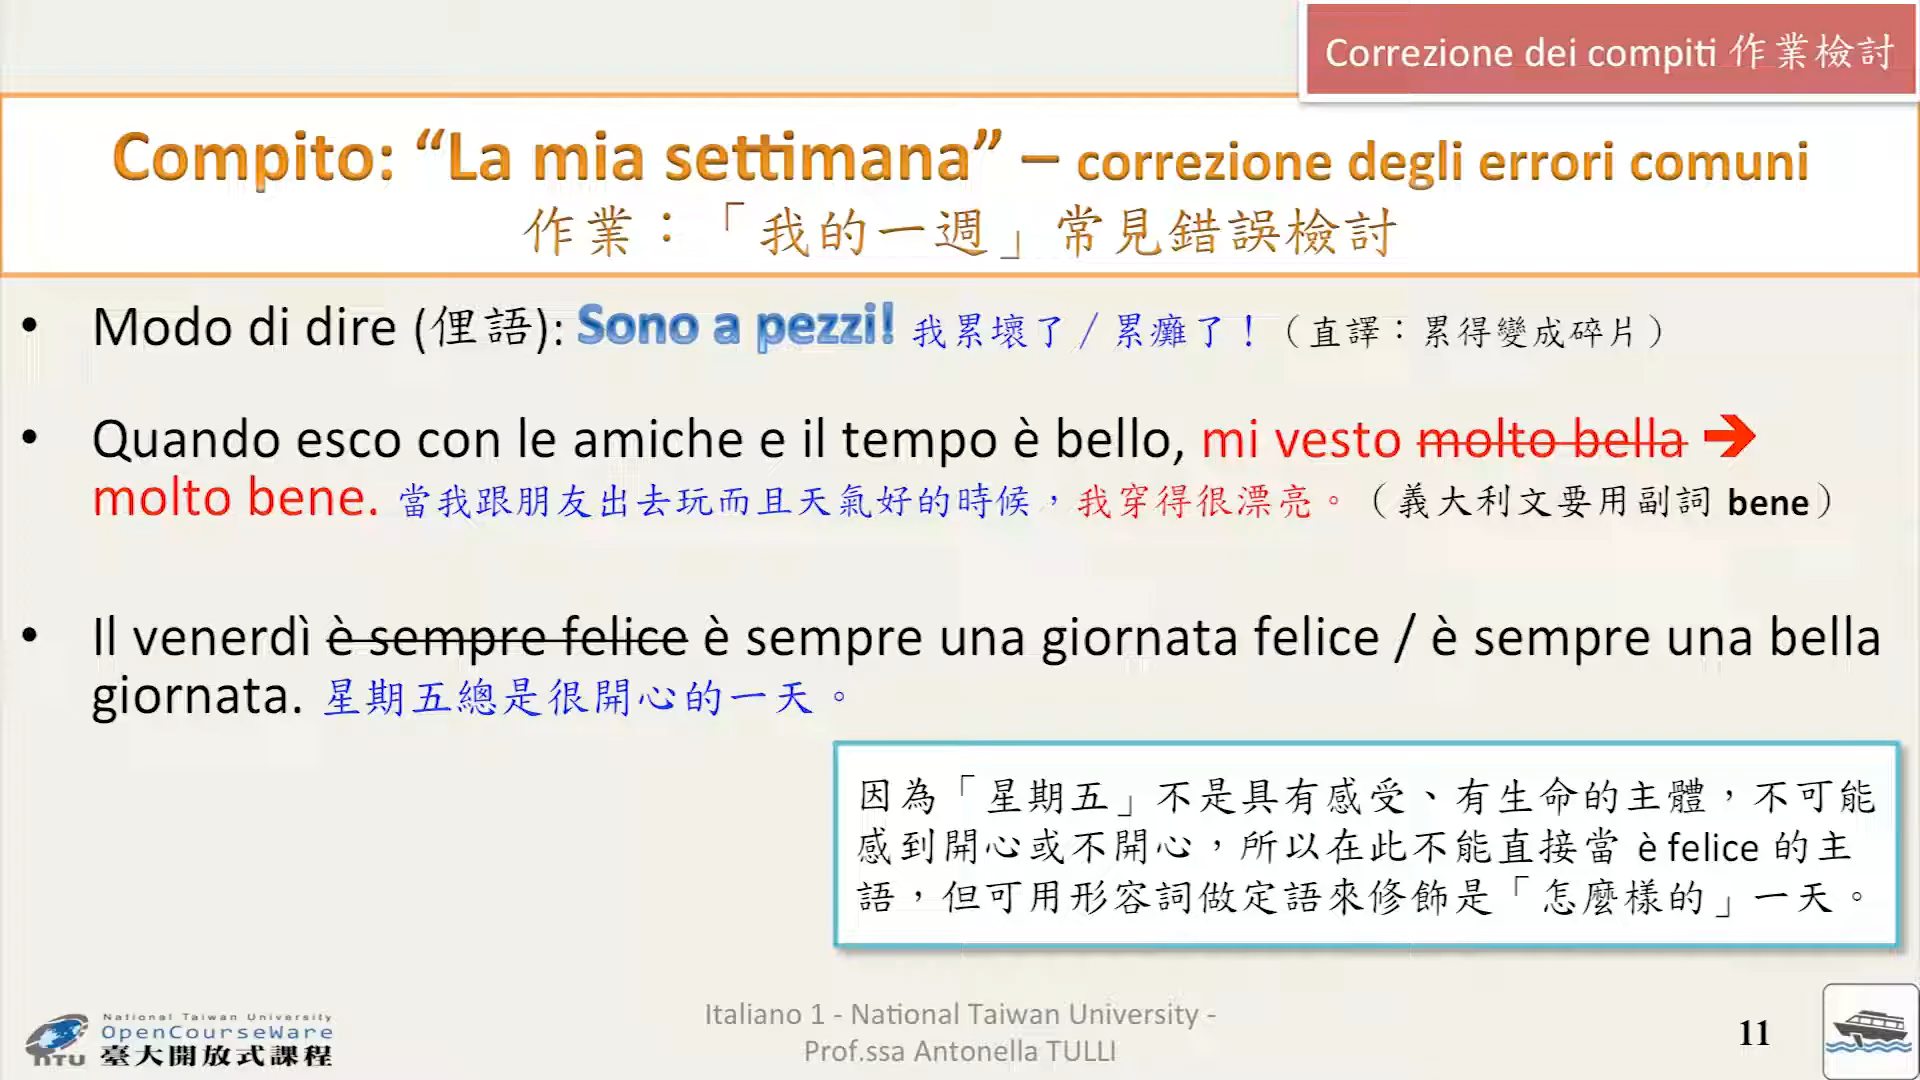 Correzione dei compiti 作業檢討
Compito: “La mia settimana” – correzione degli errori comuni
作業：「我的一週」常見錯誤檢討
• Modo di dire (俚語): Sono a pezzi! 我累壞了／累癱了！（直譯：累得變成碎片）
• Quando esco con le amiche e il tempo è bello, mi vesto molto bella ➔
molto bene. 當我跟朋友出去玩而且天氣好的時候，我穿得很漂亮。（義大利文要用副詞 bene）
• Il venerdì è sempre felice è sempre una giornata felice / è sempre una bella
giornata. 星期五總是很開心的一天。
因為「星期五」不是具有感受、有生命的主體，不可能
感到開心或不開心，所以在此不能直接當 è felice 的主
語，但可用形容詞做定語來修飾是「怎麼樣的」一天。
National Taiwan University
OpenCourseWare
NTU 臺大開放式課程
Italiano 1 - National Taiwan University -
Prof.ssa Antonella TULLI
11